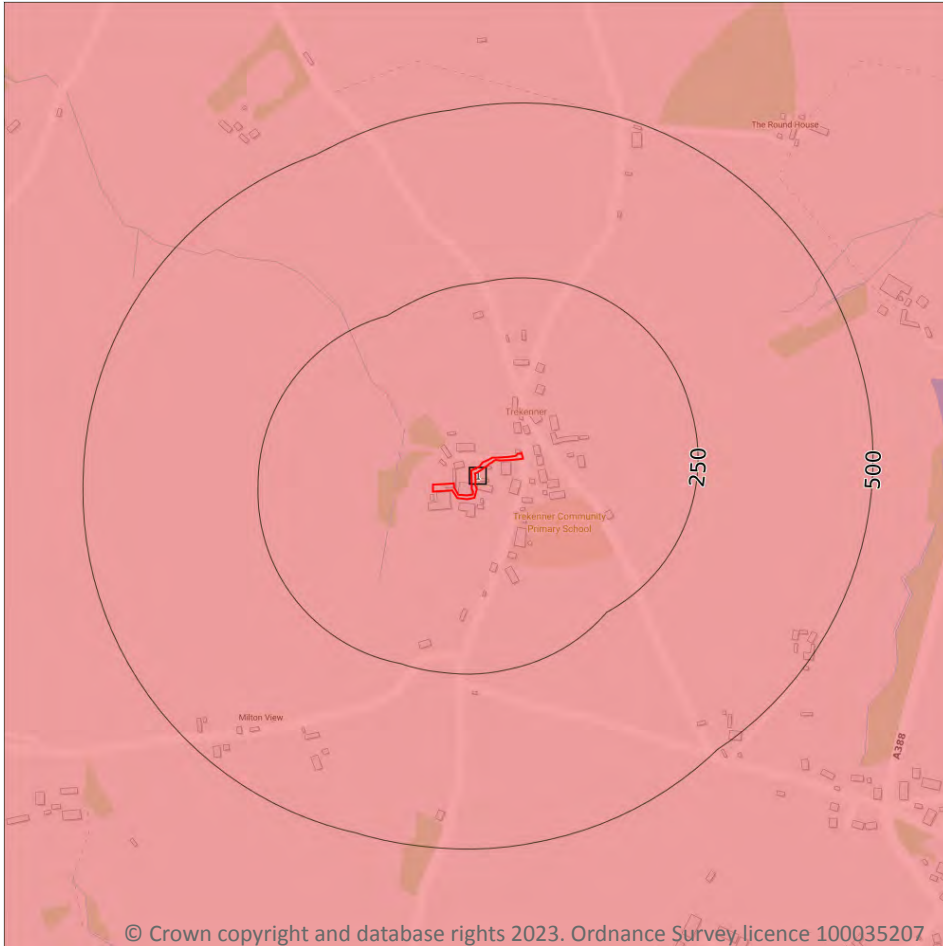 The Round House
Trekenner
250
500
1
Trekenner Community
Primary School
Milton View
A388
© Crown copyright and database rights 2023. Ordnance Survey licence 100035207